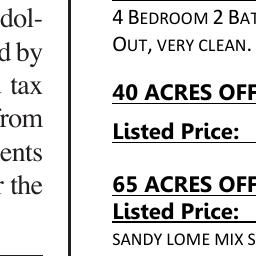 dol-
d by
tax
from
ents
r the
4 BEDROOM 2 BAT
OUT, VERY CLEAN.
40 ACRES OFF
Listed Price:
65 ACRES OFF
Listed Price:
SANDY LOME MIX S